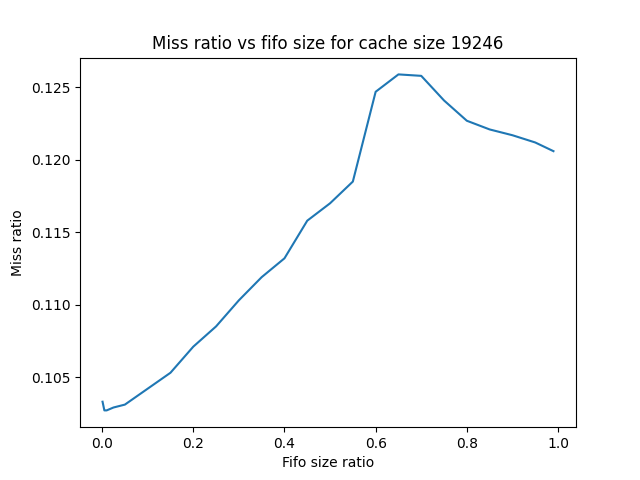 Miss ratio vs fifo size for cache size 19246
0.125
0.120
0.115
0.110
0.105
Miss ratio
0.0 0.2 0.4 0.6 0.8 1.0
Fifo size ratio